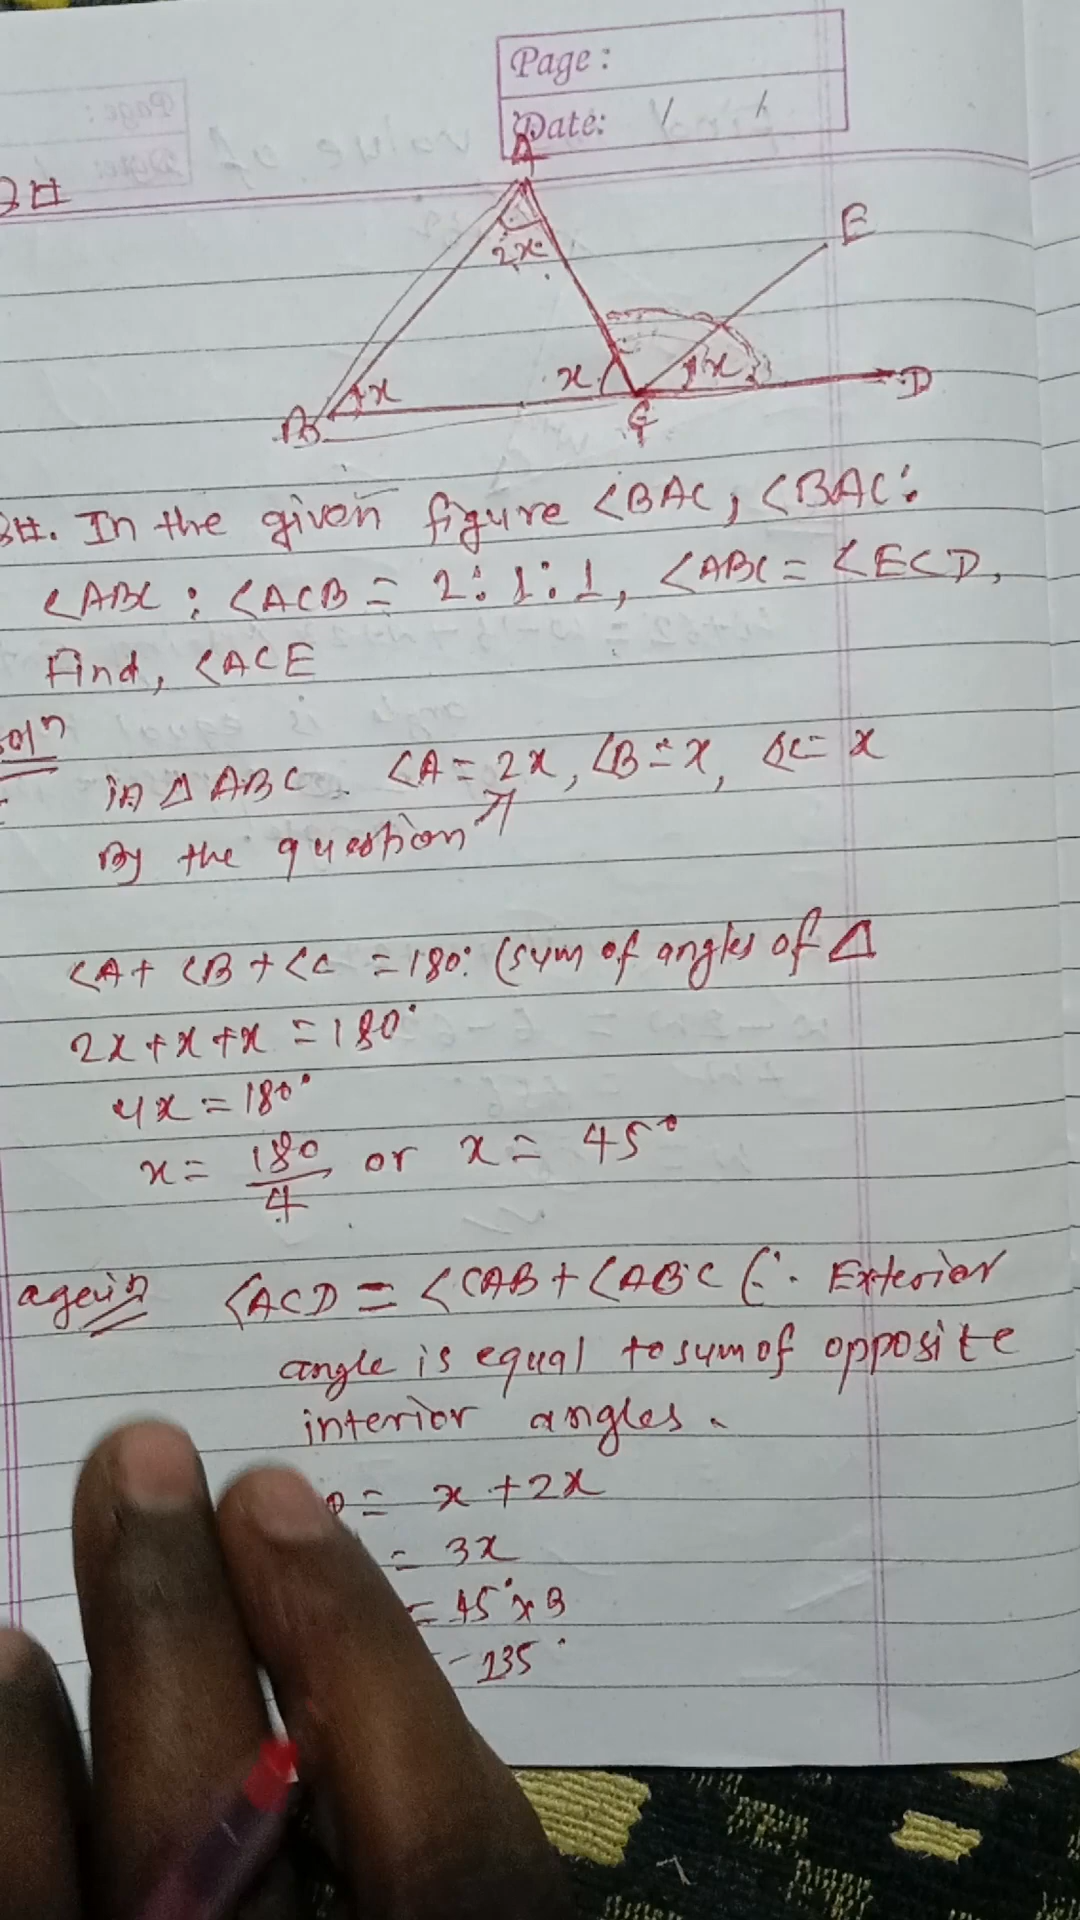 Page :
Date:
A
E
2x
x
x
x
B
C
D
In the given figure <BAC, <BAC:
<ABC : <ACB = 2:1:1, <ABC = <ECD,
Find, <ACE
Solⁿ
in △ ABC. <A = 2x, <B = x, <C = x
By the question
<A + <B + <C = 180° (sum of angles of △
2x + x + x = 180°
4x = 180°
x = 180/4 or x = 45°
again <ACD = <CAB + <ABC (∵ Exterior
angle is equal to sum of opposite
interior angles.
= x + 2x
= 3x
= 45° x 3
- 135°